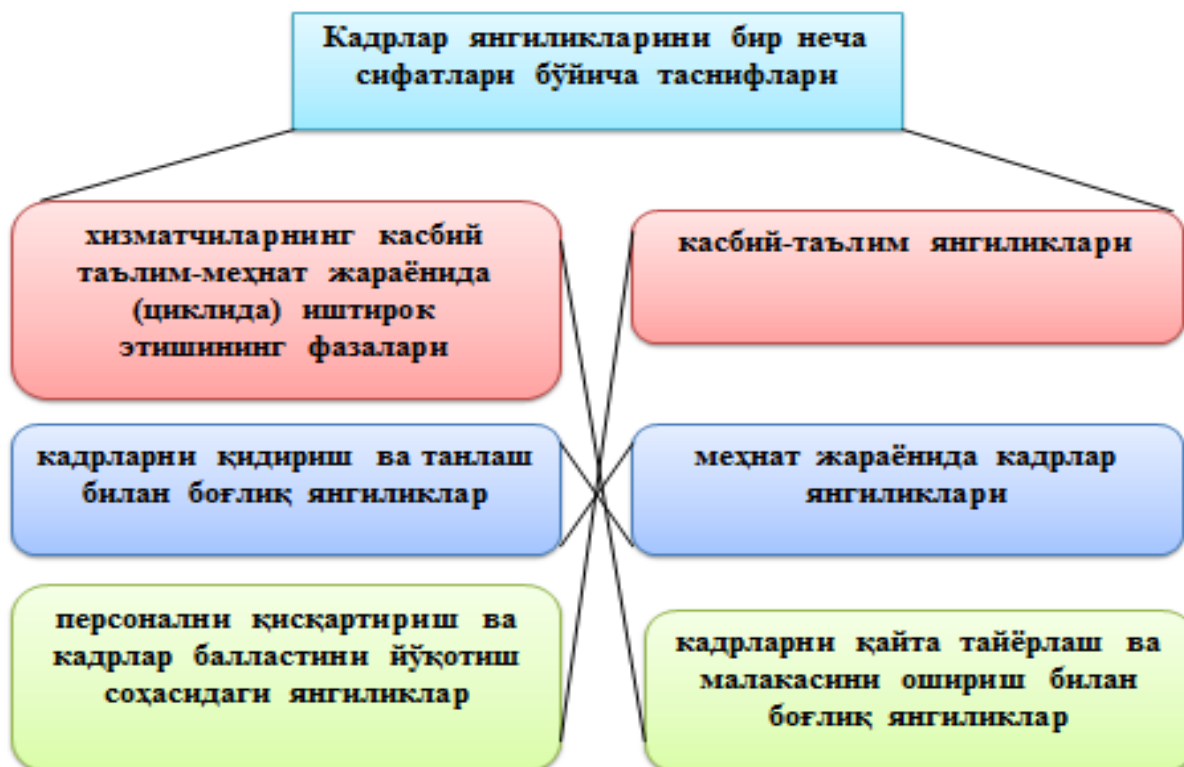 Кадрлар янгиликларини бир неча
сифатлари бўйича таснифлари
хизматчиларнинг касбий
таълим-меҳнат жараёнида
(циклида) иштирок
этишининг фазалари
касбий-таълим янгиликлари
кадрларни қидириш ва танлаш
билан боғлиқ янгиликлар
меҳнат жараёнида кадрлар
янгиликлари
персонални қисқартириш ва
кадрлар балластини йўқотиш
соҳасидаги янгиликлар
кадрларни қайта тайёрлаш ва
малакасини ошириш билан
боғлиқ янгиликлар